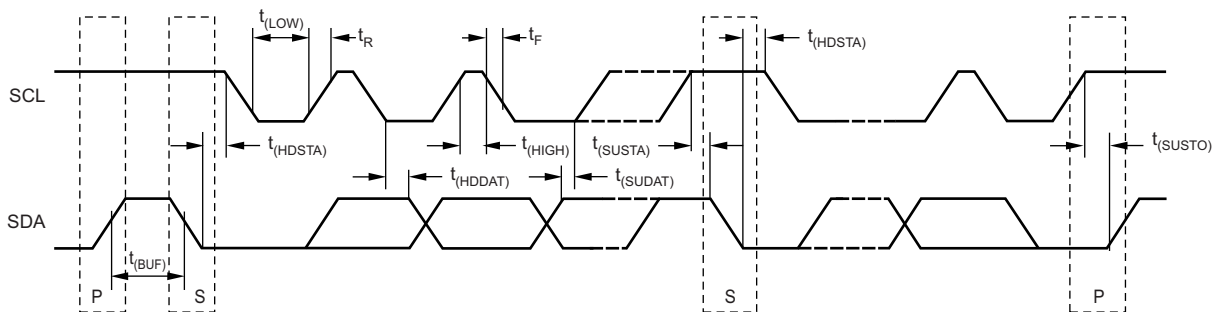 t(LOW)
tR
tF
t(HDSTA)
SCL
t(HDSTA)
t(HIGH)
t(SUSTA)
t(SUSTO)
t(HDDAT)
t(SUDAT)
SDA
t(BUF)
P
S
S
P